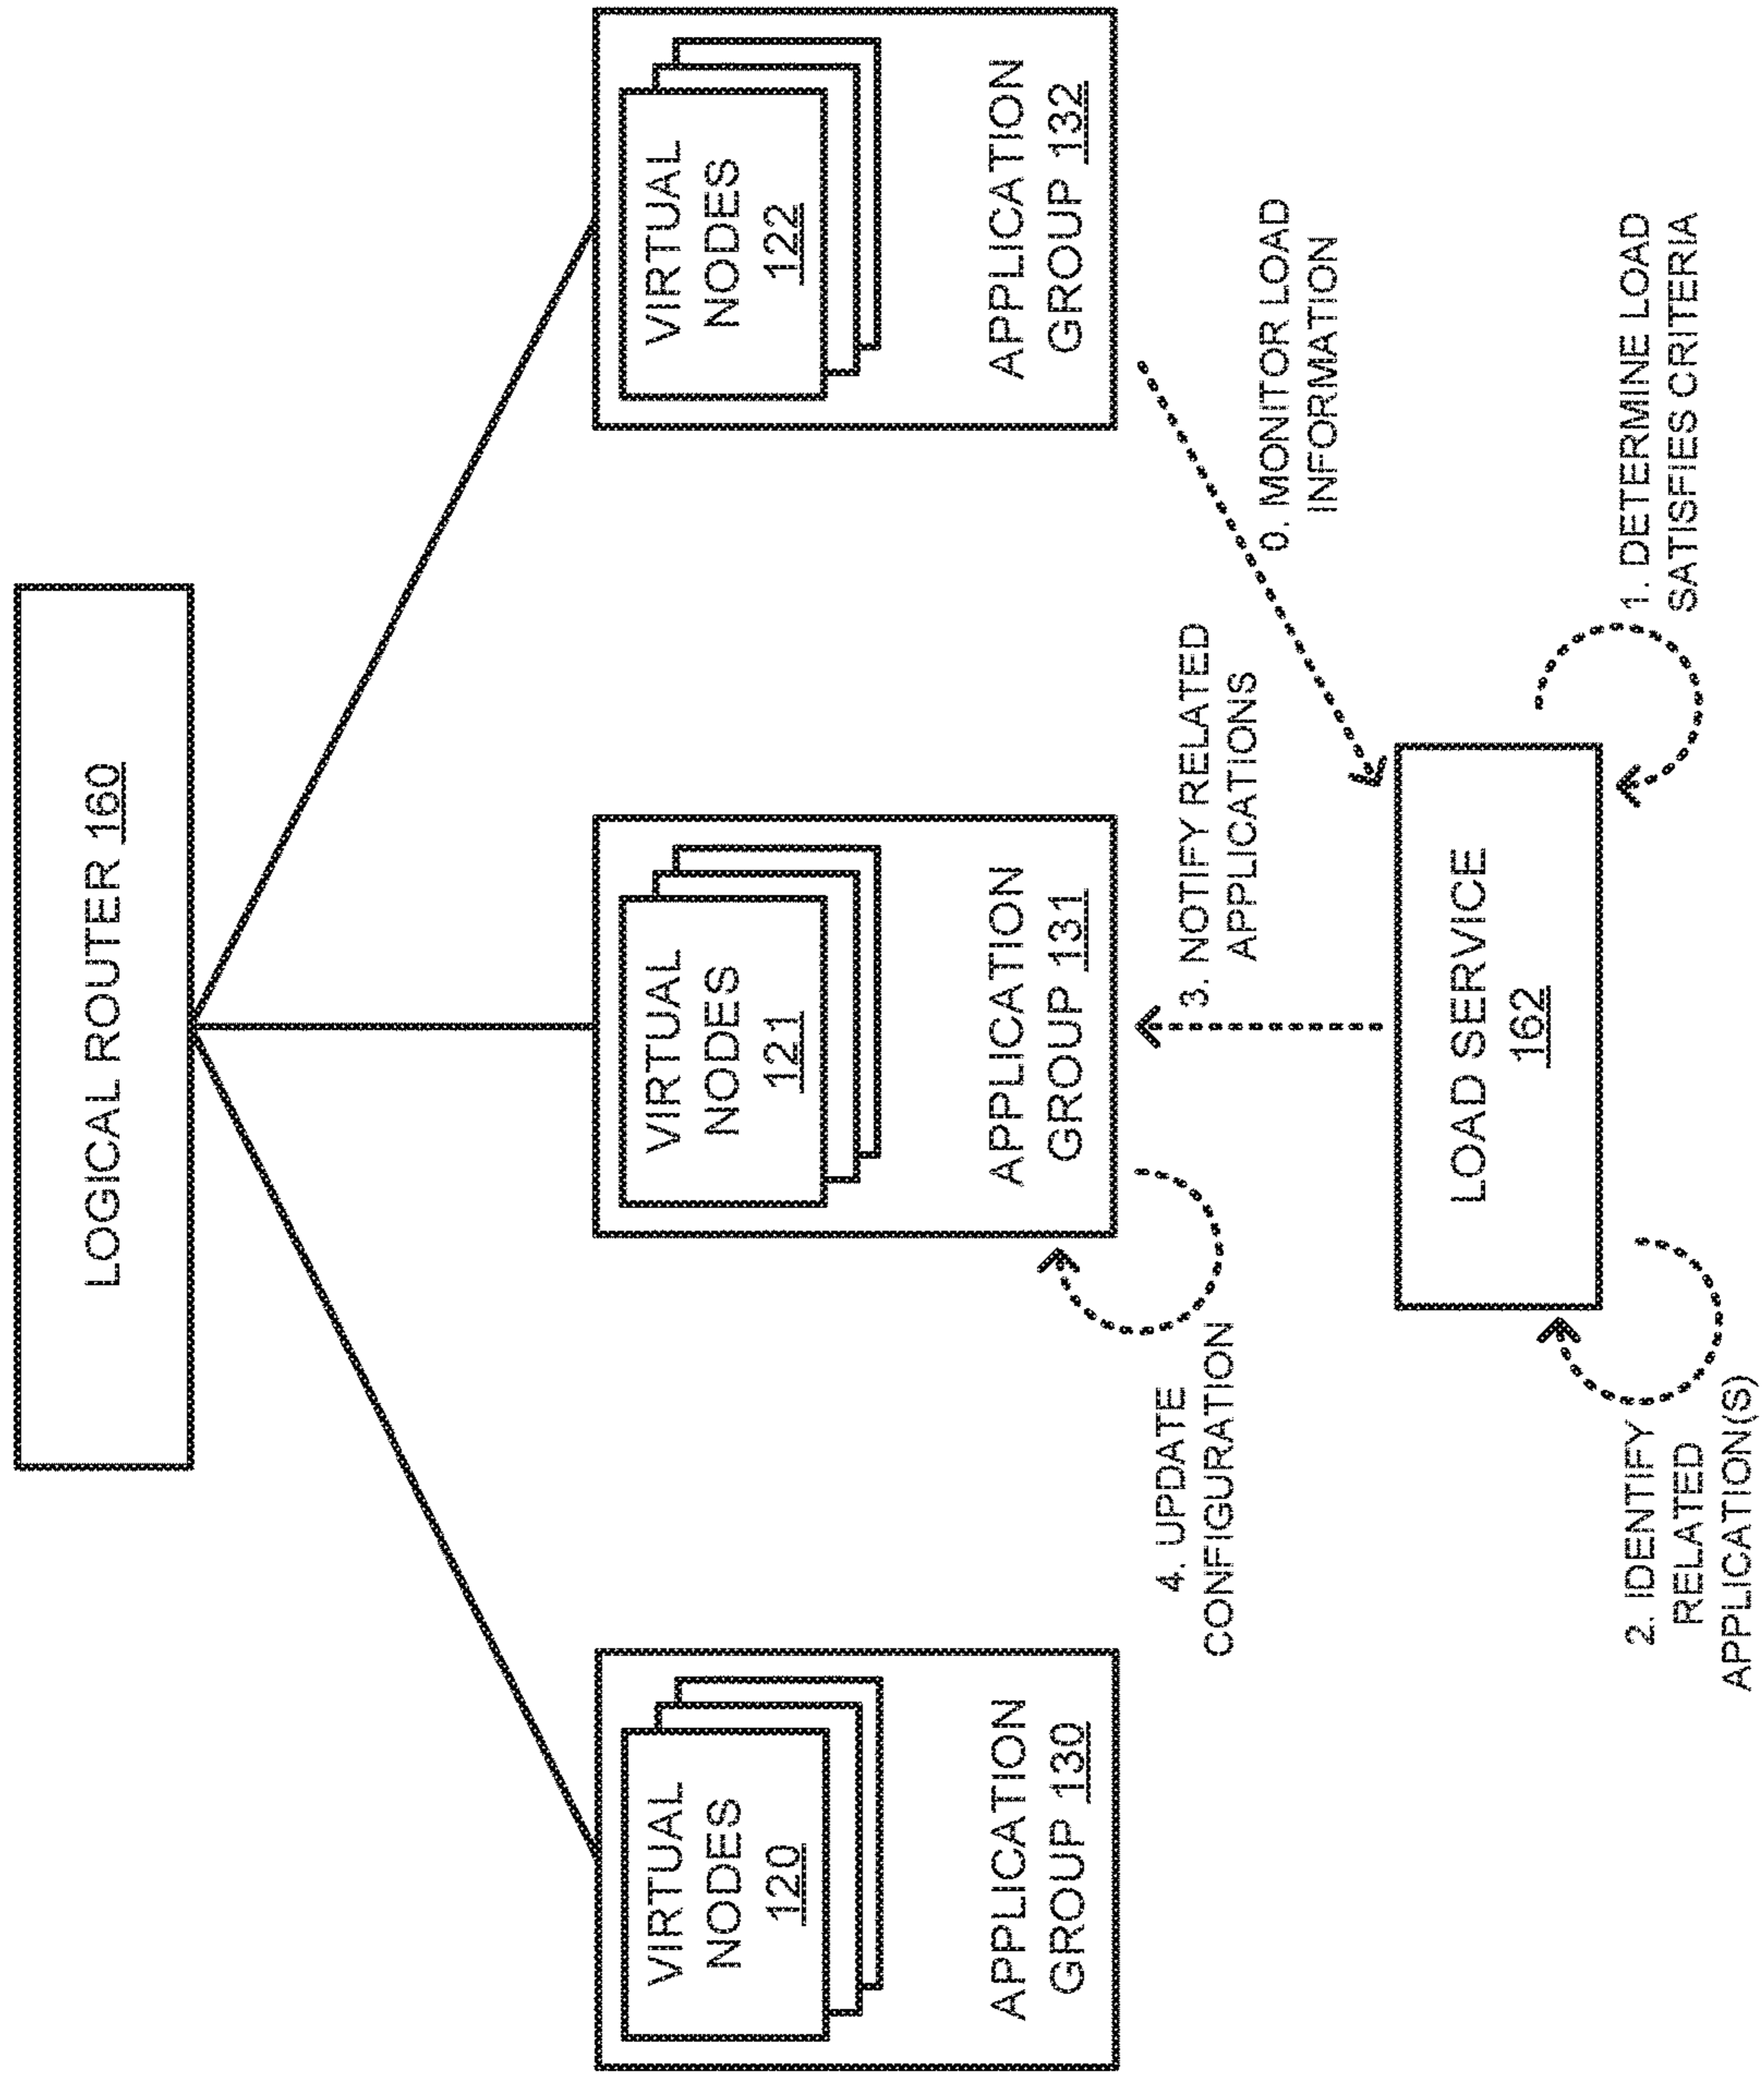 LOGICAL ROUTER 160
VIRTUAL
NODES
120
APPLICATION
GROUP 130
VIRTUAL
NODES
121
APPLICATION
GROUP 131
VIRTUAL
NODES
122
APPLICATION
GROUP 132
4. UPDATE
CONFIGURATION
3. NOTIFY RELATED
APPLICATIONS
0. MONITOR LOAD
INFORMATION
LOAD SERVICE
162
2. IDENTIFY
RELATED
APPLICATION(S)
1. DETERMINE LOAD
SATISFIES CRITERIA